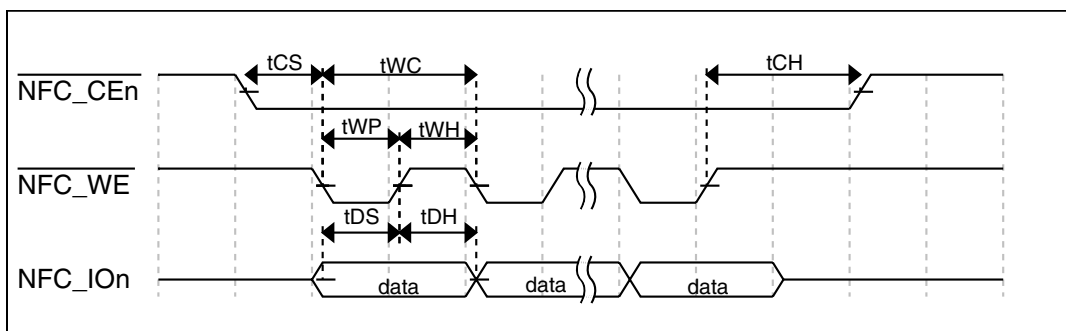 tCS tWC tCH
NFC_CEn
tWP tWH
NFC_WE
tDS tDH
NFC_IOn
data data data